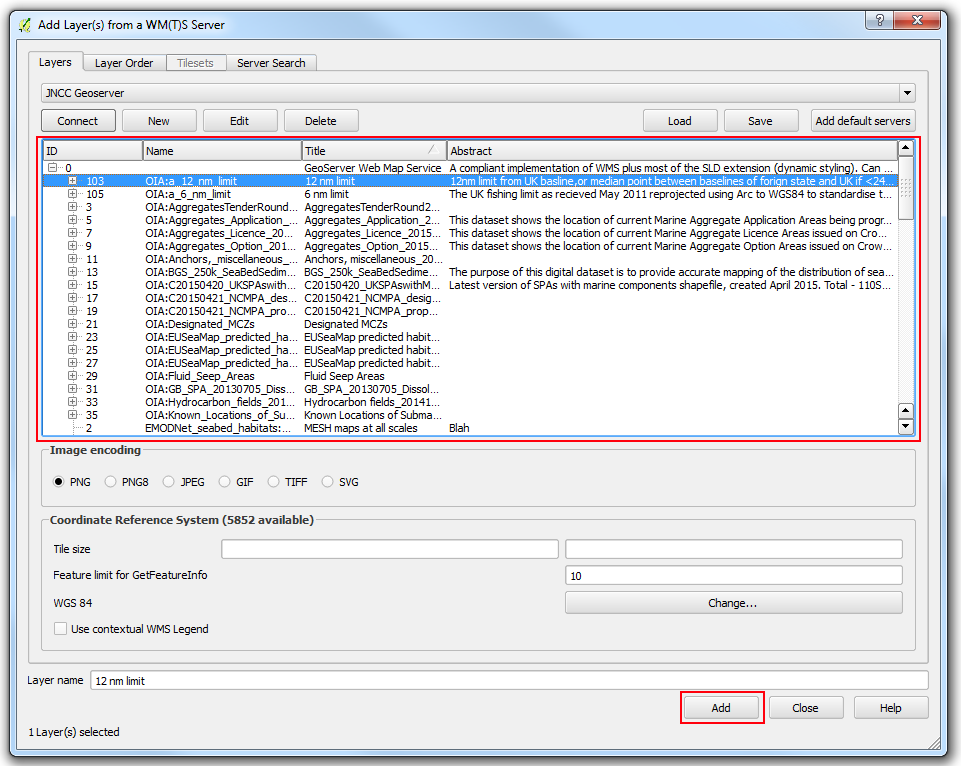 Add Layer(s) from a WM(T)S Server
Layers Layer Order Tilesets Server Search
JNCC Geoserver
Connect New Edit Delete Load Save Add default servers
ID Name Title Abstract
0 GeoServer Web Map Service A compliant implementation of WMS plus most of the SLD extension (dynamic styling). Can ...
103 OIA:a_12_nm_limit 12 nm limit 12nm limit from UK basline,or median point between baselines of forign state and UK if <24...
105 OIA:a_6_nm_limit 6 nm limit The UK fishing limit as recieved May 2011 reprojected using Arc to WGS84 to standardise t...
3 OIA:AggregatesTenderRound... AggregatesTenderRound2...
5 OIA:Aggregates_Application_... Aggregates_Application_2... This dataset shows the location of current Marine Aggregate Application Areas being progr...
7 OIA:Aggregates_Licence_20... Aggregates_Licence_2015... This dataset shows the location of current Marine Aggregate Licence Areas issued on Crow...
9 OIA:Aggregates_Option_201... Aggregates_Option_2015... This dataset shows the location of current Marine Aggregate Option Areas issued on Crow...
11 OIA:Anchors,_miscellaneous_... Anchors, miscellaneous_20...
13 OIA:BGS_250k_SeaBedSedim... BGS_250k_SeaBedSedime... The purpose of this digital dataset is to provide accurate mapping of the distribution of sea...
15 OIA:C20150420_UKSPAswithM... C20150420_UKSPAswithM... Latest version of SPAs with marine components shapefile, created April 2015. Total - 110S...
17 OIA:C20150421_NCMPA_des... C20150421_NCMPA_desig...
19 OIA:C20150421_NCMPA_pro... C20150421_NCMPA_prop...
21 OIA:Designated_MCZs Designated MCZs
23 OIA:EUSeaMap_predicted_ha... EUSeaMap predicted habit...
25 OIA:EUSeaMap_predicted_ha... EUSeaMap predicted habit...
27 OIA:EUSeaMap_predicted_ha... EUSeaMap predicted habit...
29 OIA:Fluid_Seep_Areas Fluid Seep Areas
31 OIA:GB_SPA_20130705_Disso... GB_SPA_20130705_Dissol...
33 OIA:Hydrocarbon_fields_201... Hydrocarbon fields_20141...
35 OIA:Known_Locations_of_Su... Known Locations of Subma...
2 EMODNet_seabed_habitats:... MESH maps at all scales Blah
Image encoding
PNG PNG8 JPEG GIF TIFF SVG
Coordinate Reference System (5852 available)
Tile size
Feature limit for GetFeatureInfo 10
WGS 84 Change...
Use contextual WMS Legend
Layer name 12 nm limit
Add Close Help
1 Layer(s) selected